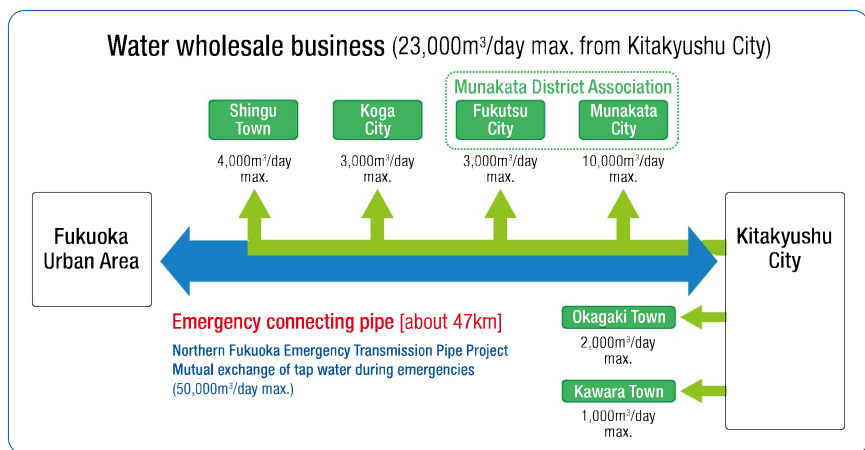 Water wholesale business (23,000m³/day max. from Kitakyushu City)
Munakata District Association
Shingu
Town
4,000m³/day
max.
Koga
City
3,000m³/day
max.
Fukutsu
City
3,000m³/day
max.
Munakata
City
10,000m³/day
max.
Fukuoka
Urban Area
Kitakyushu
City
Emergency connecting pipe [about 47km]
Northern Fukuoka Emergency Transmission Pipe Project
Mutual exchange of tap water during emergencies
(50,000m³/day max.)
Okagaki Town
2,000m³/day
max.
Kawara Town
1,000m³/day
max.